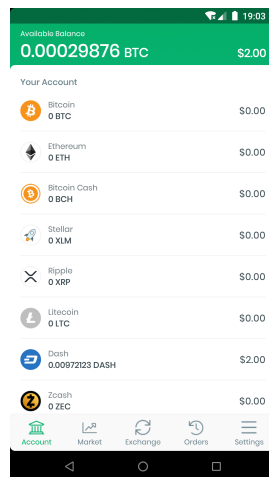 19:03
Available Balance
0.00029876 BTC $2.00
Your Account
Bitcoin
0 BTC $0.00
Ethereum
0 ETH $0.00
Bitcoin Cash
0 BCH $0.00
Stellar
0 XLM $0.00
Ripple
0 XRP $0.00
Litecoin
0 LTC $0.00
Dash
0.00972123 DASH $2.00
Zcash
0 ZEC $0.00
Account Market Exchange Orders Settings